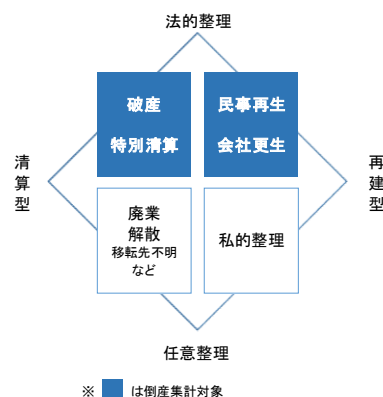 法的整理
破産
特別清算
民事再生
会社更生
清算型
再建型
廃業
解散
移転先不明
など
私的整理
任意整理
※ は倒産集計対象